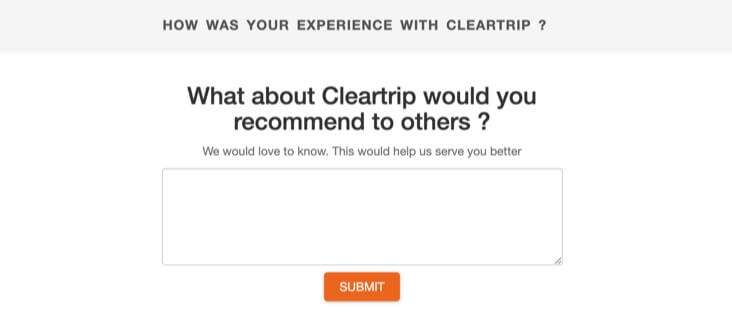 HOW WAS YOUR EXPERIENCE WITH CLEARTRIP ?
What about Cleartrip would you
recommend to others ?
We would love to know. This would help us serve you better
SUBMIT